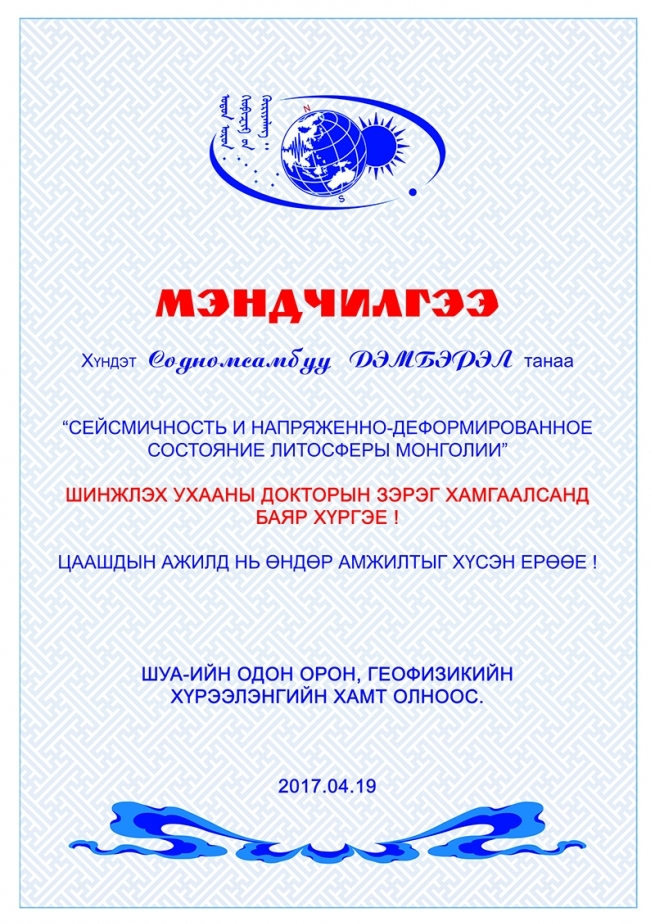 N
S
МЭНДЧИЛГЭЭ
Хүндэт Содномсамбуу ДЭМБЭРЭЛ танаа
“СЕЙСМИЧНОСТЬ И НАПРЯЖЕННО-ДЕФОРМИРОВАННОЕ
СОСТОЯНИЕ ЛИТОСФЕРЫ МОНГОЛИИ”
ШИНЖЛЭХ УХААНЫ ДОКТОРЫН ЗЭРЭГ ХАМГААЛСАНД
БАЯР ХҮРГЭЕ !
ЦААШДЫН АЖИЛД НЬ ӨНДӨР АМЖИЛТЫГ ХҮСЭН ЕРӨӨЕ !
ШУА-ИЙН ОДОН ОРОН, ГЕОФИЗИКИЙН
ХҮРЭЭЛЭНГИЙН ХАМТ ОЛНООС.
2017.04.19